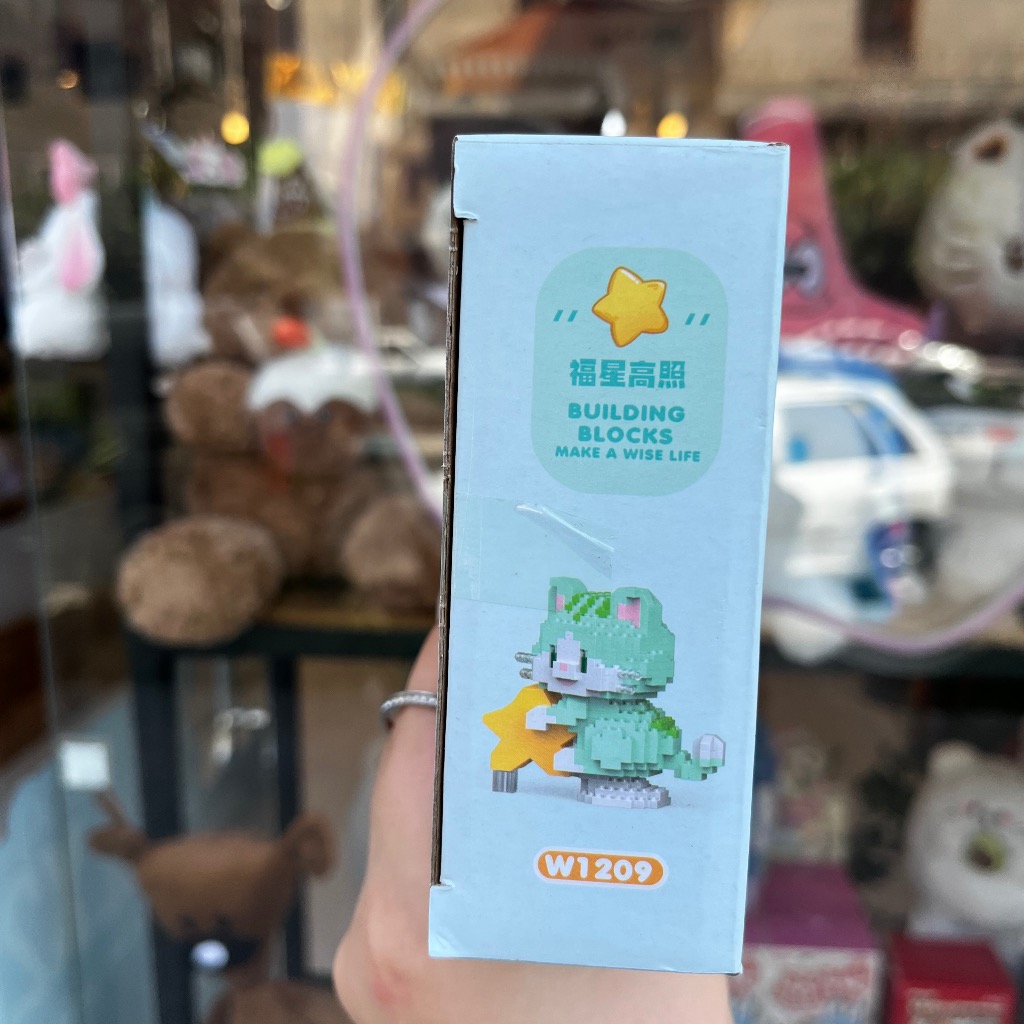 福星高照
BUILDING
BLOCKS
MAKE A WISE LIFE
W1209